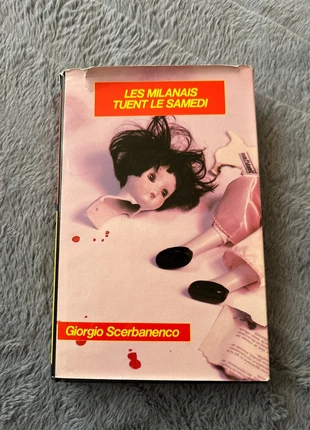 LES MILANAIS
TUENT LE SAMEDI
Giorgio Scerbanenco